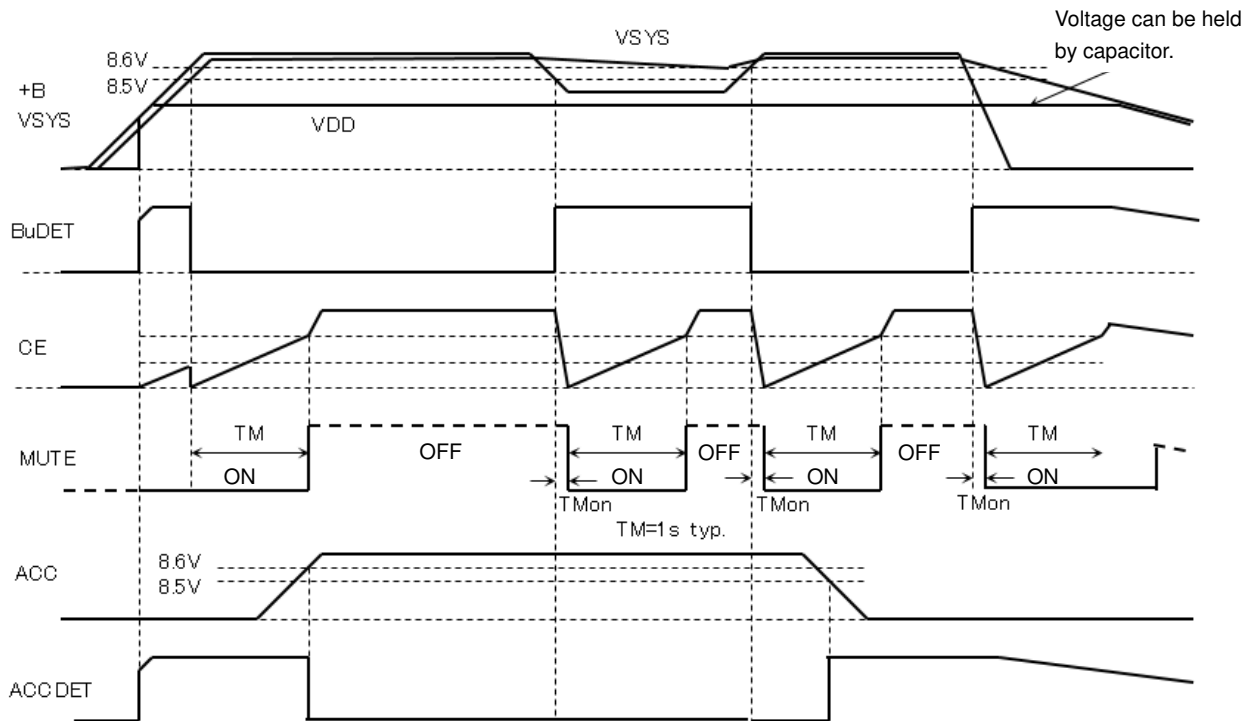 Voltage can be held
by capacitor.
VSYS
8.6V
8.5V
+B
VSYS
VDD
BuDET
CE
TM
TM
TM
TM
MUTE
OFF
OFF
OFF
ON
ON
ON
ON
TMon
TMon
TMon
TM=1s typ.
8.6V
8.5V
ACC
ACCDET